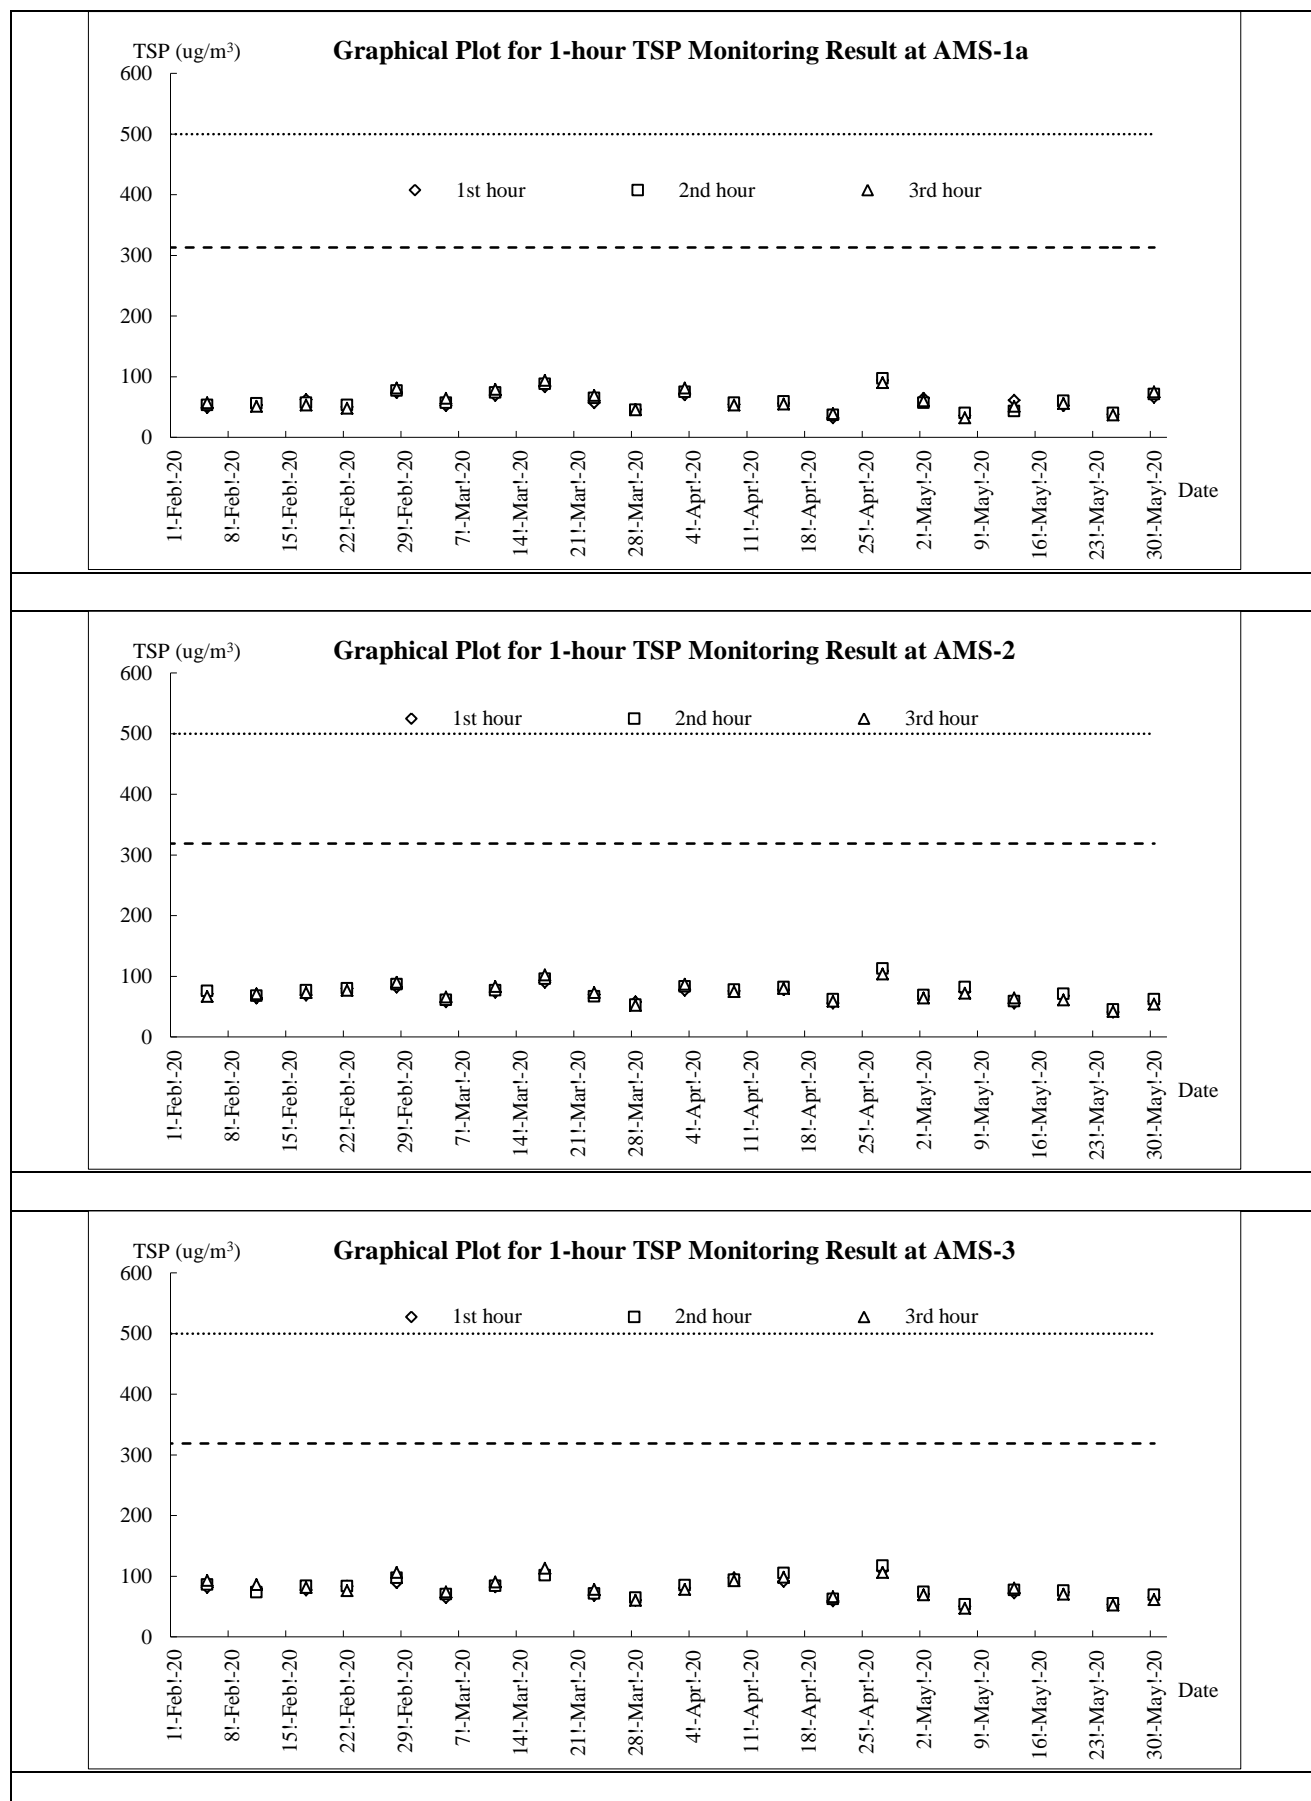 TSP (ug/m³) Graphical Plot for 1-hour TSP Monitoring Result at AMS-1a
600
500
1st hour 2nd hour 3rd hour
400
300
200
100
0
1!-Feb!-20 8!-Feb!-20 15!-Feb!-20 22!-Feb!-20 29!-Feb!-20 7!-Mar!-20 14!-Mar!-20 21!-Mar!-20 28!-Mar!-20 4!-Apr!-20 11!-Apr!-20 18!-Apr!-20 25!-Apr!-20 2!-May!-20 9!-May!-20 16!-May!-20 23!-May!-20 30!-May!-20 Date
TSP (ug/m³) Graphical Plot for 1-hour TSP Monitoring Result at AMS-2
600
1st hour 2nd hour 3rd hour
500
400
300
200
100
0
1!-Feb!-20 8!-Feb!-20 15!-Feb!-20 22!-Feb!-20 29!-Feb!-20 7!-Mar!-20 14!-Mar!-20 21!-Mar!-20 28!-Mar!-20 4!-Apr!-20 11!-Apr!-20 18!-Apr!-20 25!-Apr!-20 2!-May!-20 9!-May!-20 16!-May!-20 23!-May!-20 30!-May!-20 Date
TSP (ug/m³) Graphical Plot for 1-hour TSP Monitoring Result at AMS-3
600
1st hour 2nd hour 3rd hour
500
400
300
200
100
0
1!-Feb!-20 8!-Feb!-20 15!-Feb!-20 22!-Feb!-20 29!-Feb!-20 7!-Mar!-20 14!-Mar!-20 21!-Mar!-20 28!-Mar!-20 4!-Apr!-20 11!-Apr!-20 18!-Apr!-20 25!-Apr!-20 2!-May!-20 9!-May!-20 16!-May!-20 23!-May!-20 30!-May!-20 Date